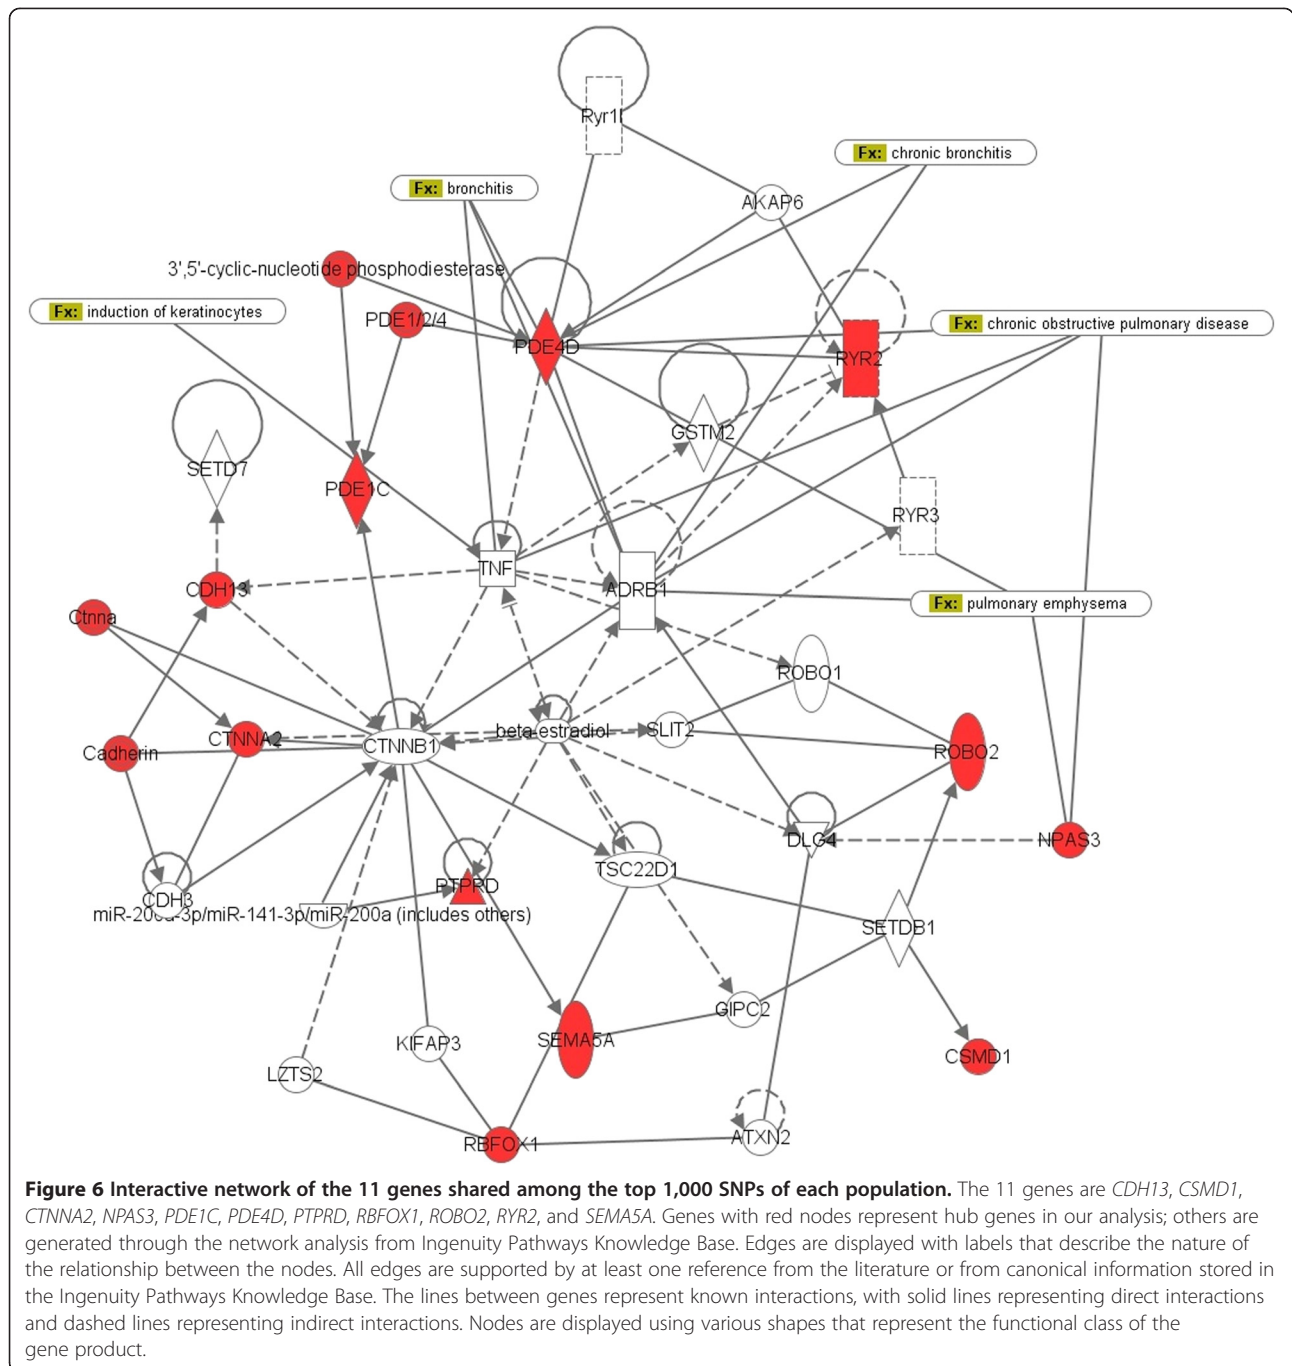 Ryr1l
Fx: chronic bronchitis
Fx: bronchitis
AKAP6
3',5'-cyclic-nucleotide phosphodiesterase
Fx: induction of keratinocytes
PDE1/2/4
Fx: chronic obstructive pulmonary disease
PDE4D
RYR2
GSTM2
SETD7
PDE1C
RYR3
TNF
CDH13
ADRB1
Fx: pulmonary emphysema
Ctnna
ROBO1
beta-estradiol
SLIT2
CTNNA2
CTNNB1
Cadherin
ROBO2
DLG4
NPAS3
TSC22D1
PTPRD
CDH3
miR-200a-3p/miR-141-3p/miR-200a (includes others)
SETDB1
GIPC2
SEMA5A
KIFAP3
CSMD1
LZTS2
RBFOX1
ATXN2
Figure 6 Interactive network of the 11 genes shared among the top 1,000 SNPs of each population. The 11 genes are CDH13, CSMD1,
CTNNA2, NPAS3, PDE1C, PDE4D, PTPRD, RBFOX1, ROBO2, RYR2, and SEMA5A. Genes with red nodes represent hub genes in our analysis; others are
generated through the network analysis from Ingenuity Pathways Knowledge Base. Edges are displayed with labels that describe the nature of
the relationship between the nodes. All edges are supported by at least one reference from the literature or from canonical information stored in
the Ingenuity Pathways Knowledge Base. The lines between genes represent known interactions, with solid lines representing direct interactions
and dashed lines representing indirect interactions. Nodes are displayed using various shapes that represent the functional class of the
gene product.